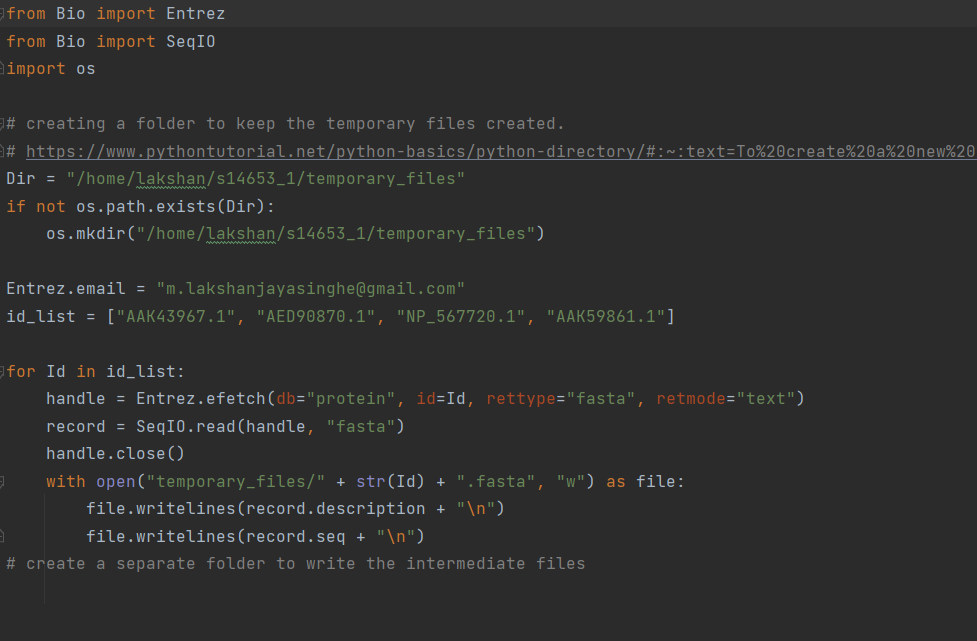 from Bio import Entrez
from Bio import SeqIO
import os
# creating a folder to keep the temporary files created.
# https://www.pythontutorial.net/python-basics/python-directory/#:~:text=To%20create%20a%20new%20
Dir = "/home/lakshan/s14653_1/temporary_files"
if not os.path.exists(Dir):
    os.mkdir("/home/lakshan/s14653_1/temporary_files")
Entrez.email = "m.lakshanjayasinghe@gmail.com"
id_list = ["AAK43967.1", "AED90870.1", "NP_567720.1", "AAK59861.1"]
for Id in id_list:
    handle = Entrez.efetch(db="protein", id=Id, rettype="fasta", retmode="text")
    record = SeqIO.read(handle, "fasta")
    handle.close()
    with open("temporary_files/" + str(Id) + ".fasta", "w") as file:
        file.writelines(record.description + "\n")
        file.writelines(record.seq + "\n")
# create a separate folder to write the intermediate files